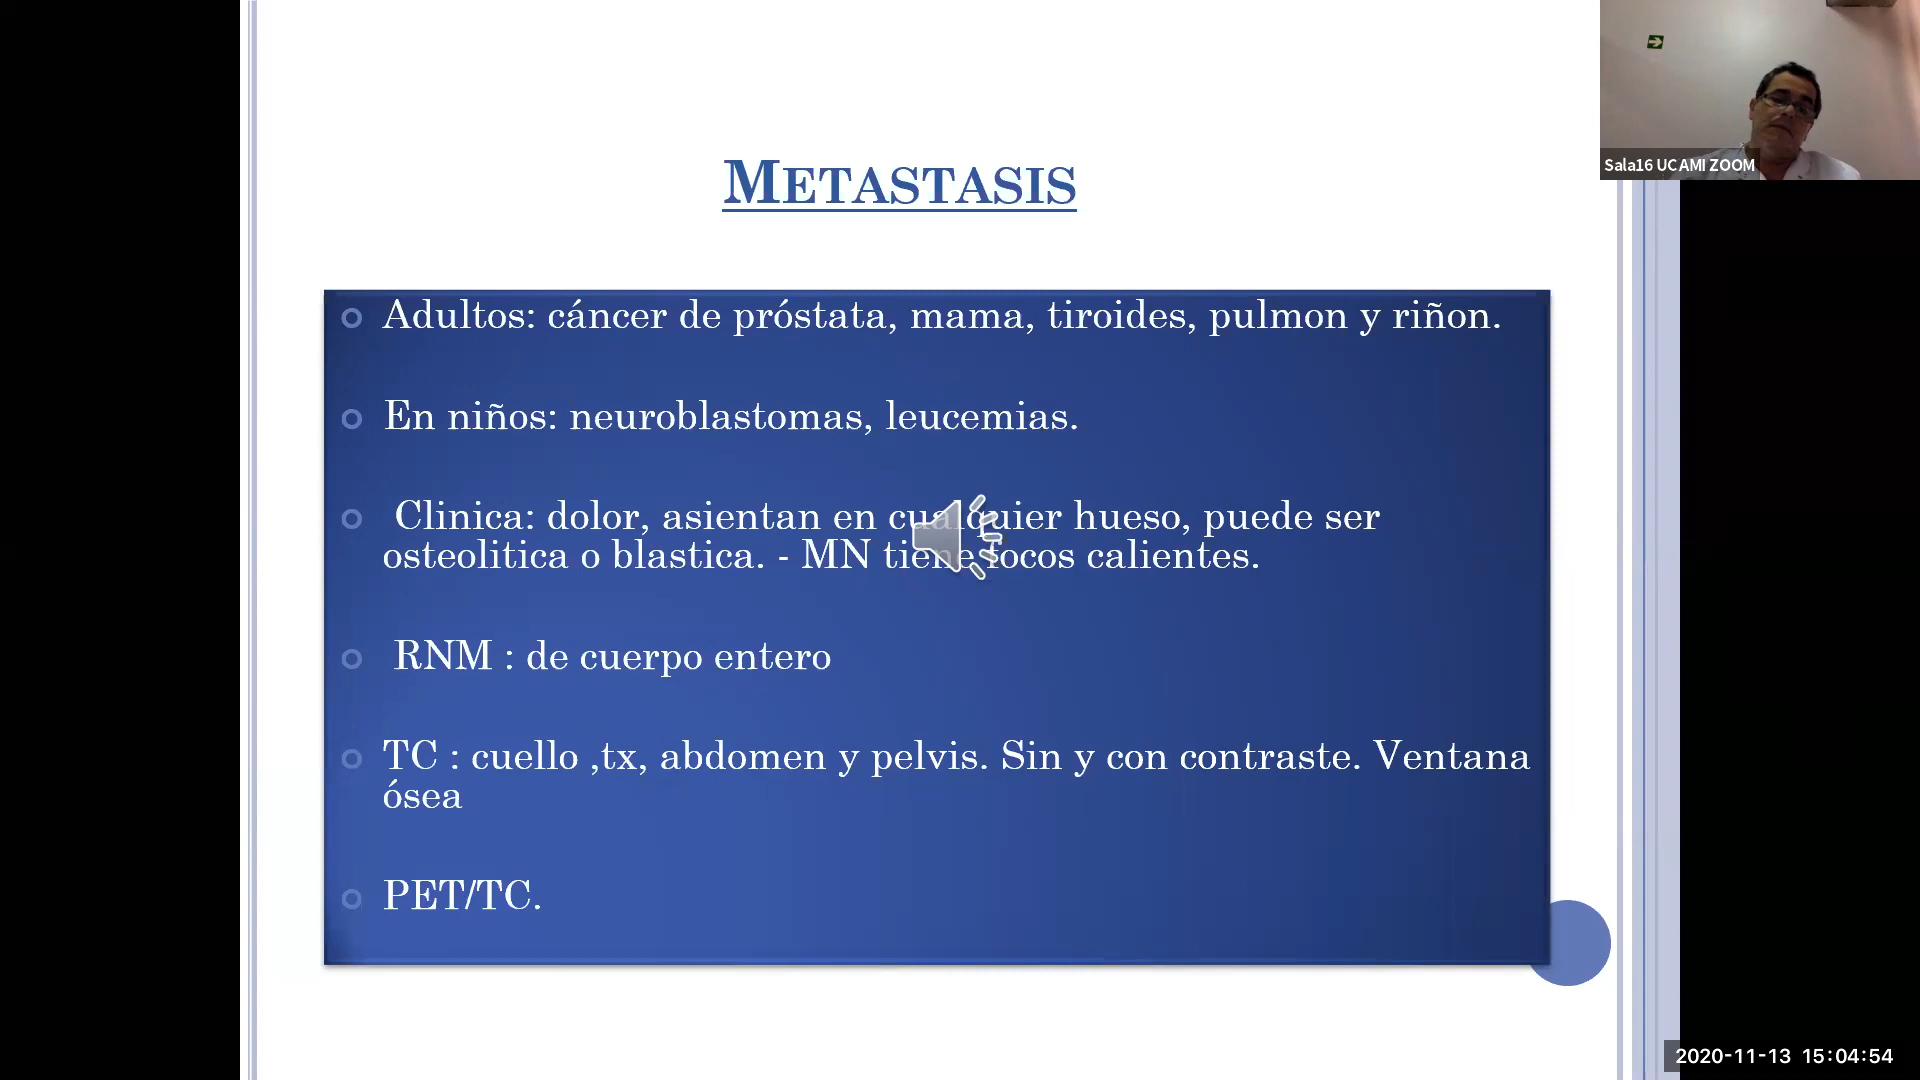 METASTASIS
Adultos: cáncer de próstata, mama, tiroides, pulmon y riñon.
En niños: neuroblastomas, leucemias.
Clinica: dolor, asientan en cualquier hueso, puede ser
osteolitica o blastica. - MN tiene focos calientes.
RNM : de cuerpo entero
TC : cuello ,tx, abdomen y pelvis. Sin y con contraste. Ventana
ósea
PET/TC.
Sala16 UCAMI ZOOM
2020-11-13 15:04:54